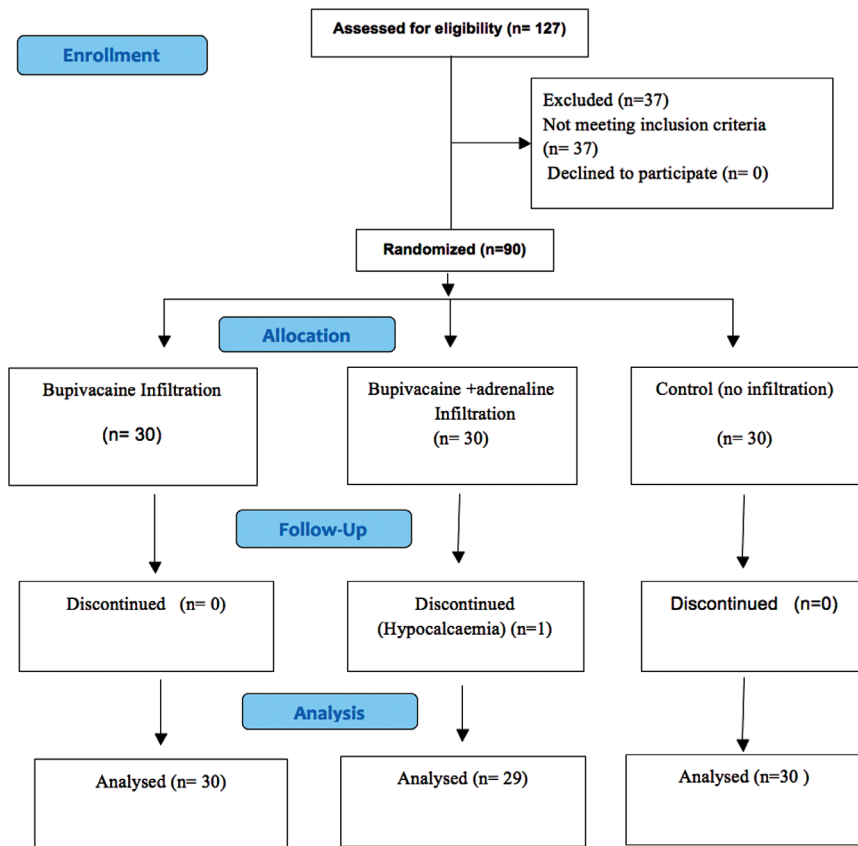 Assessed for eligibility (n= 127)
Enrollment
Excluded (n=37)
Not meeting inclusion criteria
(n= 37)
Declined to participate (n= 0)
Randomized (n=90)
Allocation
Bupivacaine Infiltration
(n= 30)
Bupivacaine +adrenaline
Infiltration
(n= 30)
Control (no infiltration)
(n= 30)
Follow-Up
Discontinued (n= 0)
Discontinued
(Hypocalcaemia) (n=1)
Discontinued (n=0)
Analysis
Analysed (n= 30)
Analysed (n= 29)
Analysed (n=30 )